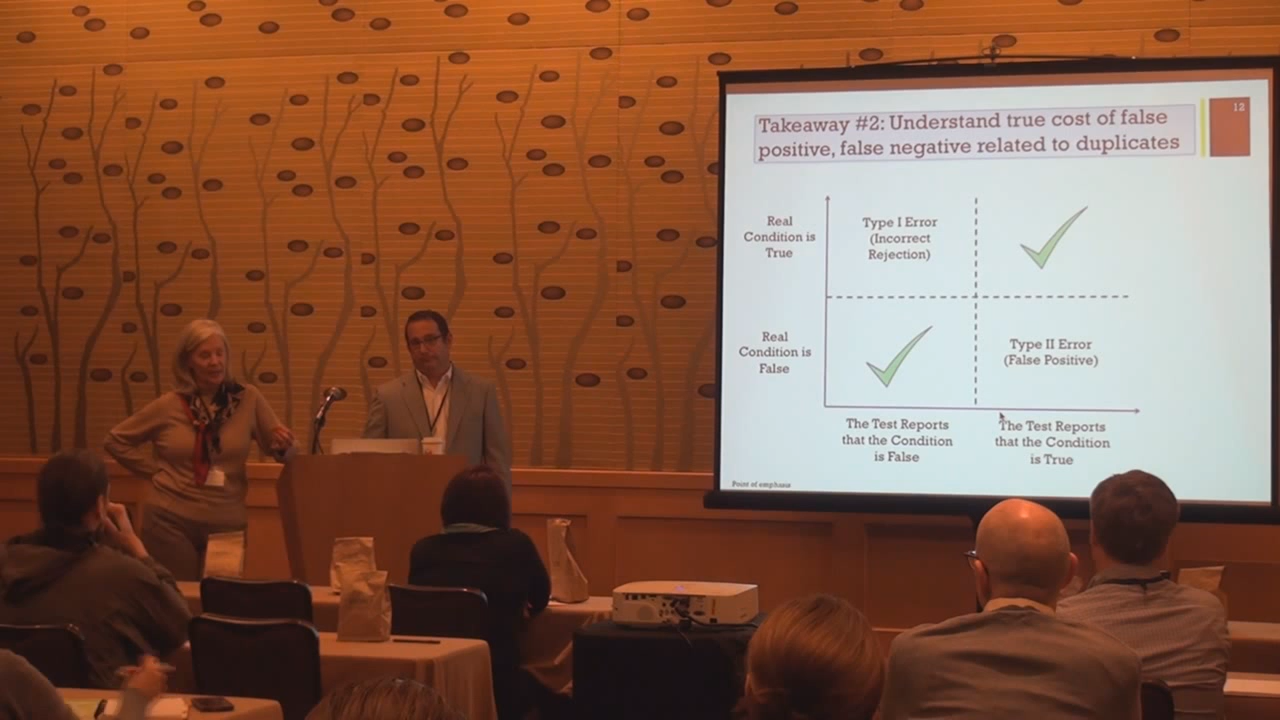 12
Takeaway #2: Understand true cost of false
positive, false negative related to duplicates
Real
Condition is
True
Type I Error
(Incorrect
Rejection)
Real
Condition is
False
Type II Error
(False Positive)
The Test Reports
that the Condition
is False
The Test Reports
that the Condition
is True
Point of emphasis